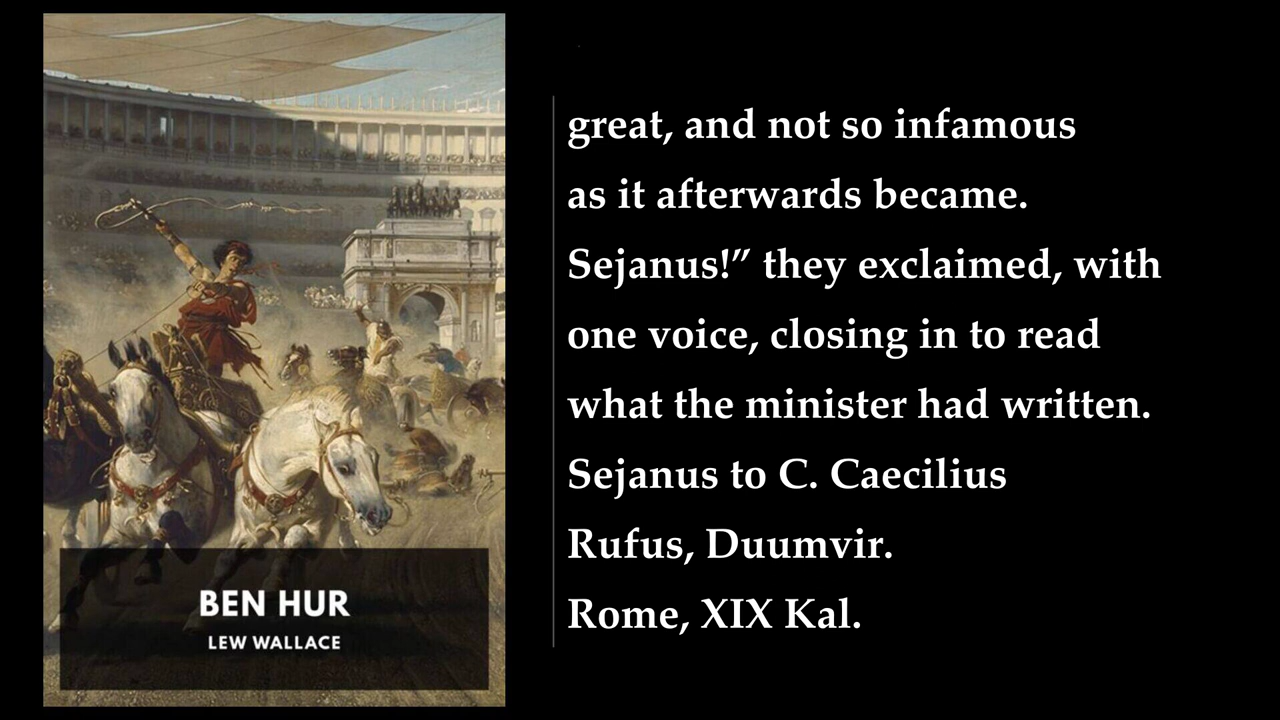 BEN HUR
LEW WALLACE
great, and not so infamous
as it afterwards became.
Sejanus!” they exclaimed, with
one voice, closing in to read
what the minister had written.
Sejanus to C. Caecilius
Rufus, Duumvir.
Rome, XIX Kal.